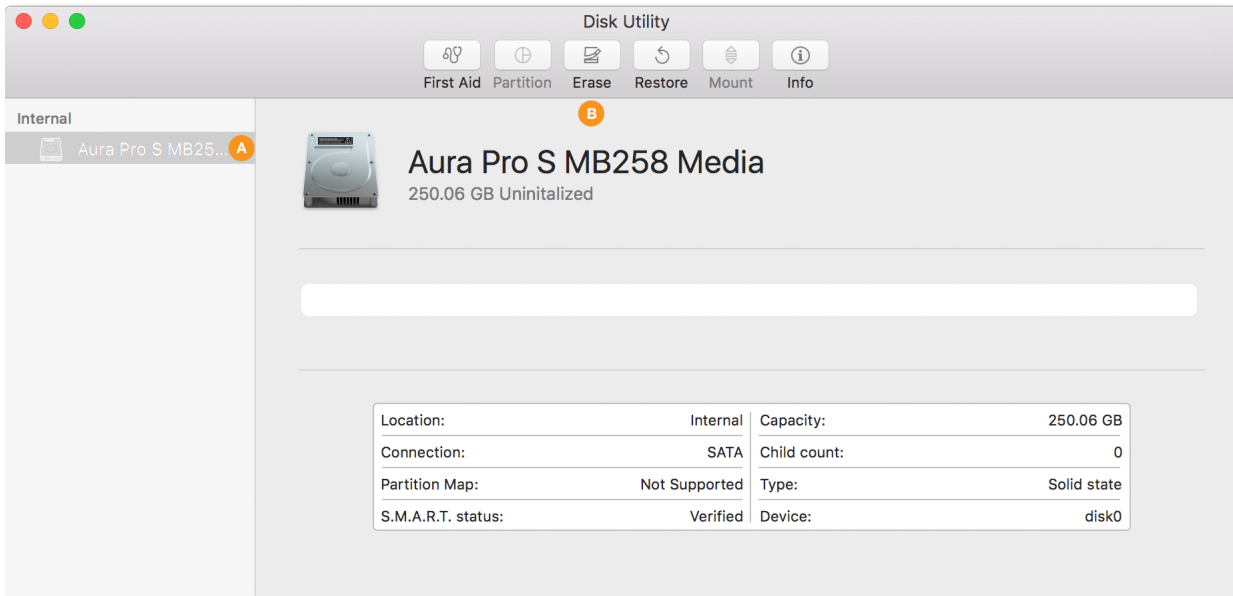 Disk Utility
First Aid Partition Erase Restore Mount Info
B
Internal
Aura Pro S MB25... A
Aura Pro S MB258 Media
250.06 GB Uninitalized
Location: Internal Capacity: 250.06 GB
Connection: SATA Child count: 0
Partition Map: Not Supported Type: Solid state
S.M.A.R.T. status: Verified Device: disk0